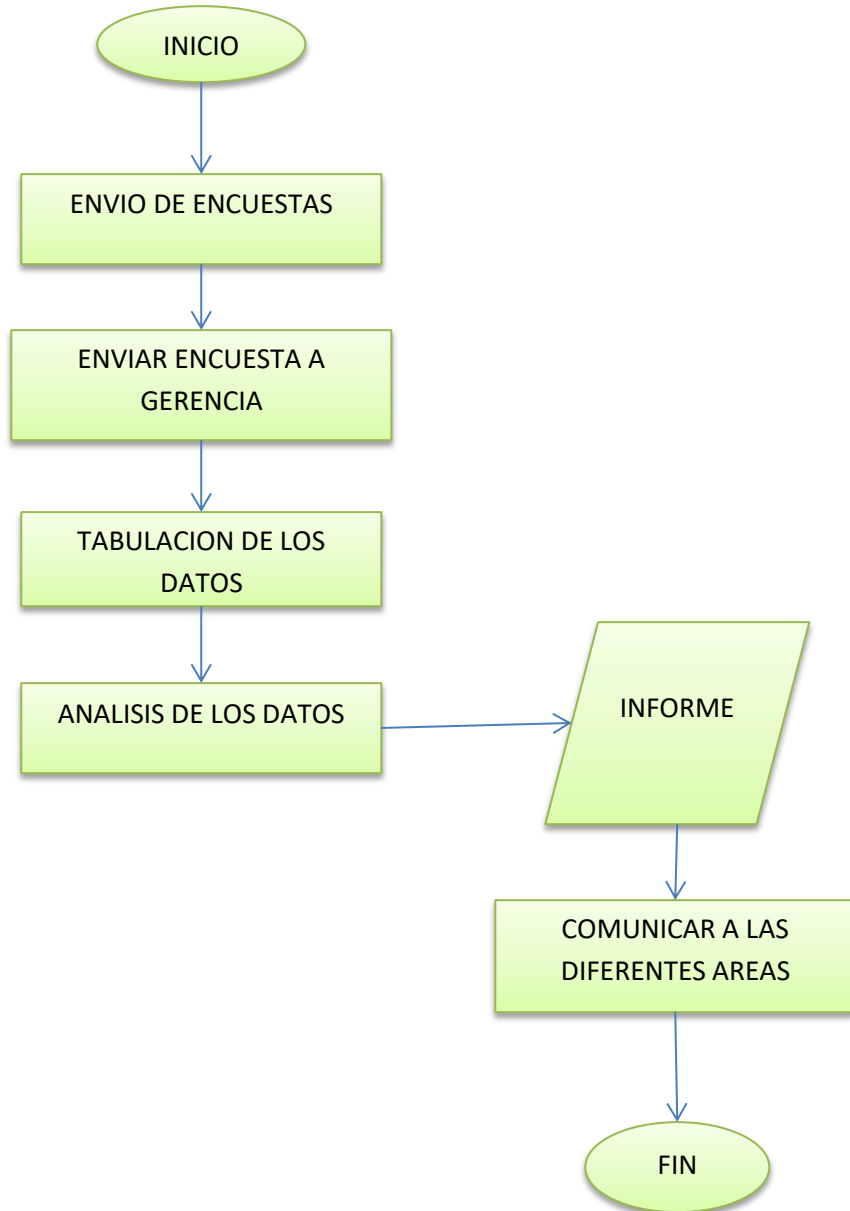 INICIO
ENVIO DE ENCUESTAS
ENVIAR ENCUESTA A
GERENCIA
TABULACION DE LOS
DATOS
ANALISIS DE LOS DATOS
INFORME
COMUNICAR A LAS
DIFERENTES AREAS
FIN